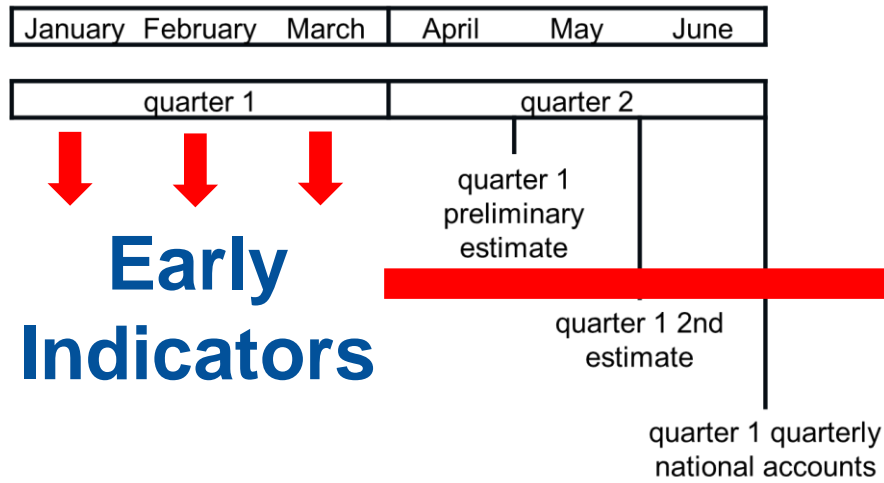 January February March April May June
quarter 1 quarter 2
quarter 1
preliminary
estimate
Early
Indicators
quarter 1 2nd
estimate
quarter 1 quarterly
national accounts